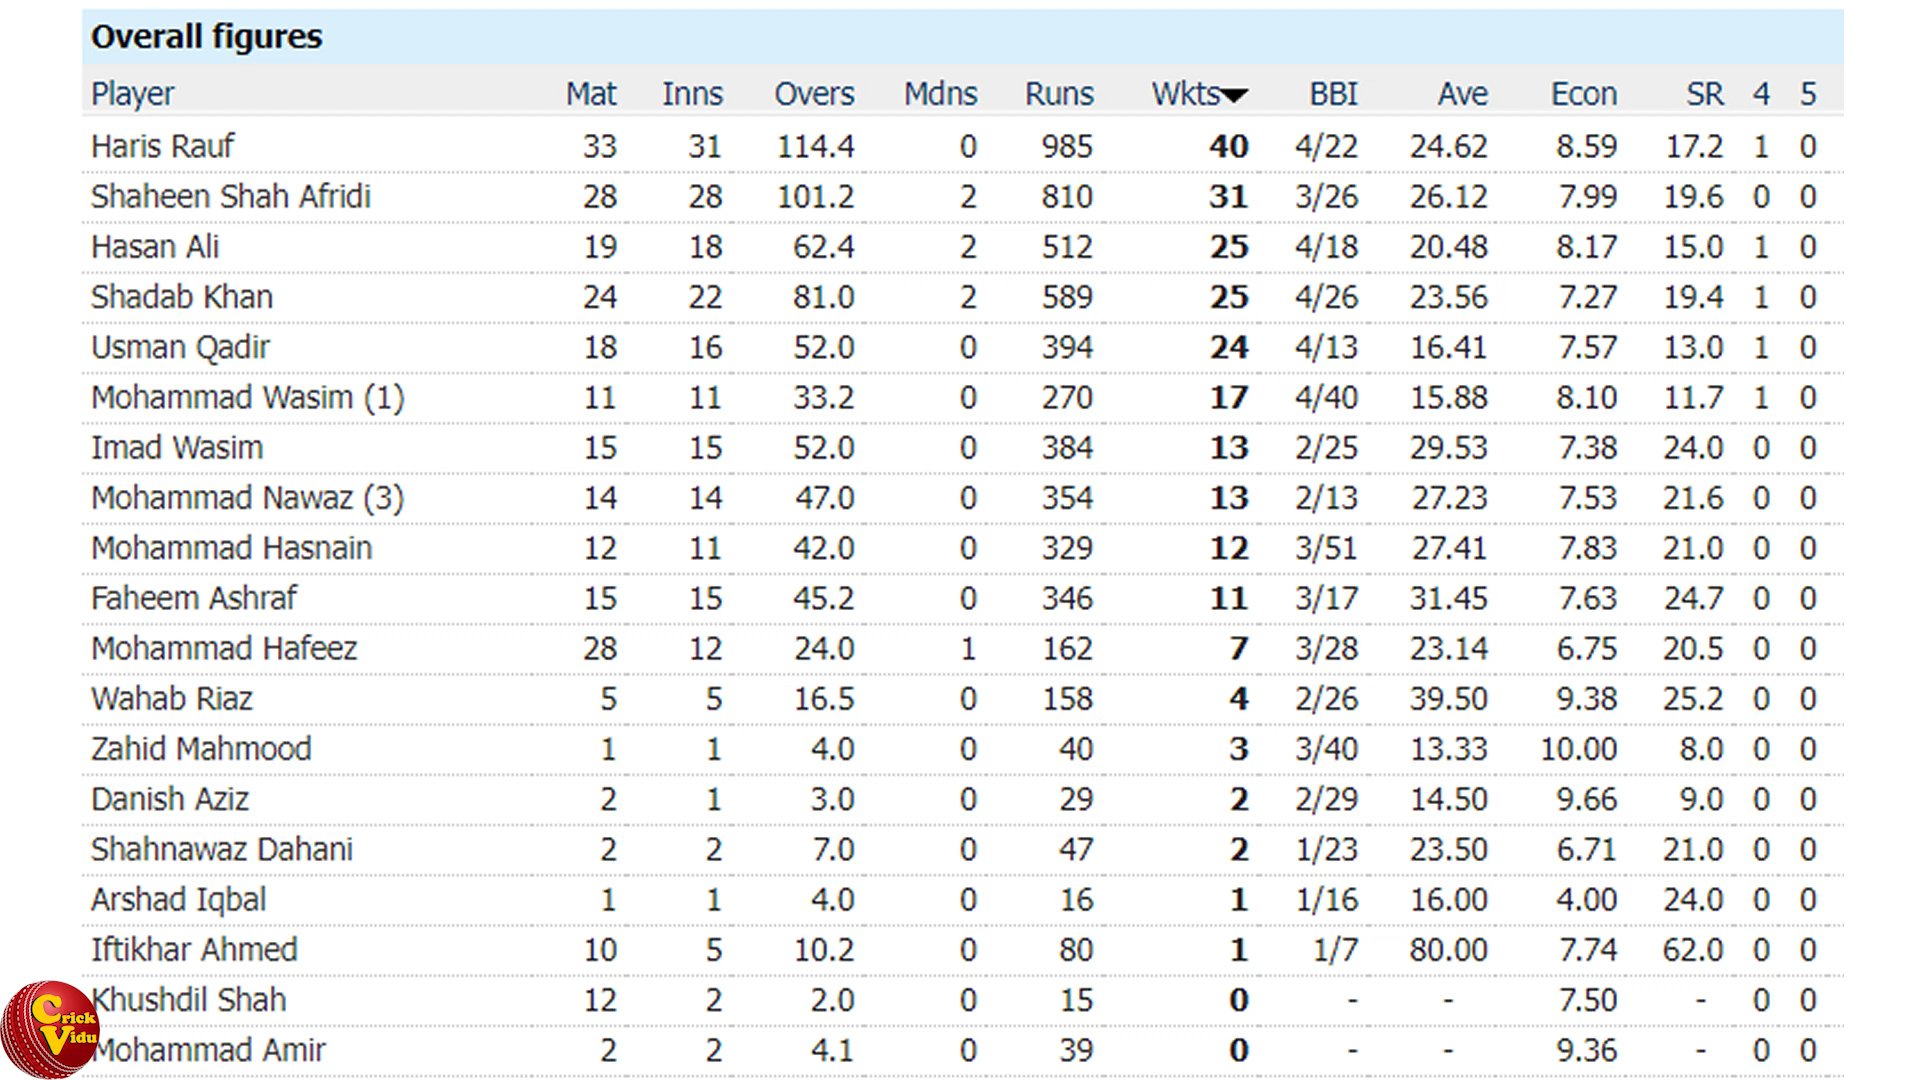 Overall figures
Player Mat Inns Overs Mdns Runs Wkts BBI Ave Econ SR 4 5
Haris Rauf 33 31 114.4 0 985 40 4/22 24.62 8.59 17.2 1 0
Shaheen Shah Afridi 28 28 101.2 2 810 31 3/26 26.12 7.99 19.6 0 0
Hasan Ali 19 18 62.4 2 512 25 4/18 20.48 8.17 15.0 1 0
Shadab Khan 24 22 81.0 2 589 25 4/26 23.56 7.27 19.4 1 0
Usman Qadir 18 16 52.0 0 394 24 4/13 16.41 7.57 13.0 1 0
Mohammad Wasim (1) 11 11 33.2 0 270 17 4/40 15.88 8.10 11.7 1 0
Imad Wasim 15 15 52.0 0 384 13 2/25 29.53 7.38 24.0 0 0
Mohammad Nawaz (3) 14 14 47.0 0 354 13 2/13 27.23 7.53 21.6 0 0
Mohammad Hasnain 12 11 42.0 0 329 12 3/51 27.41 7.83 21.0 0 0
Faheem Ashraf 15 15 45.2 0 346 11 3/17 31.45 7.63 24.7 0 0
Mohammad Hafeez 28 12 24.0 1 162 7 3/28 23.14 6.75 20.5 0 0
Wahab Riaz 5 5 16.5 0 158 4 2/26 39.50 9.38 25.2 0 0
Zahid Mahmood 1 1 4.0 0 40 3 3/40 13.33 10.00 8.0 0 0
Danish Aziz 2 1 3.0 0 29 2 2/29 14.50 9.66 9.0 0 0
Shahnawaz Dahani 2 2 7.0 0 47 2 1/23 23.50 6.71 21.0 0 0
Arshad Iqbal 1 1 4.0 0 16 1 1/16 16.00 4.00 24.0 0 0
Iftikhar Ahmed 10 5 10.2 0 80 1 1/7 80.00 7.74 62.0 0 0
Khushdil Shah 12 2 2.0 0 15 0 - - 7.50 - 0 0
Mohammad Amir 2 2 4.1 0 39 0 - - 9.36 - 0 0
Crick
Vidu